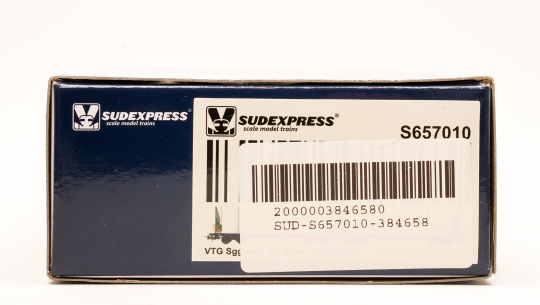 SUDEXPRESS®
scale model trains
SUDEXPRESS®
scale model trains
S657010
2000003846580
SUD-S657010-384658
VTG Sgg